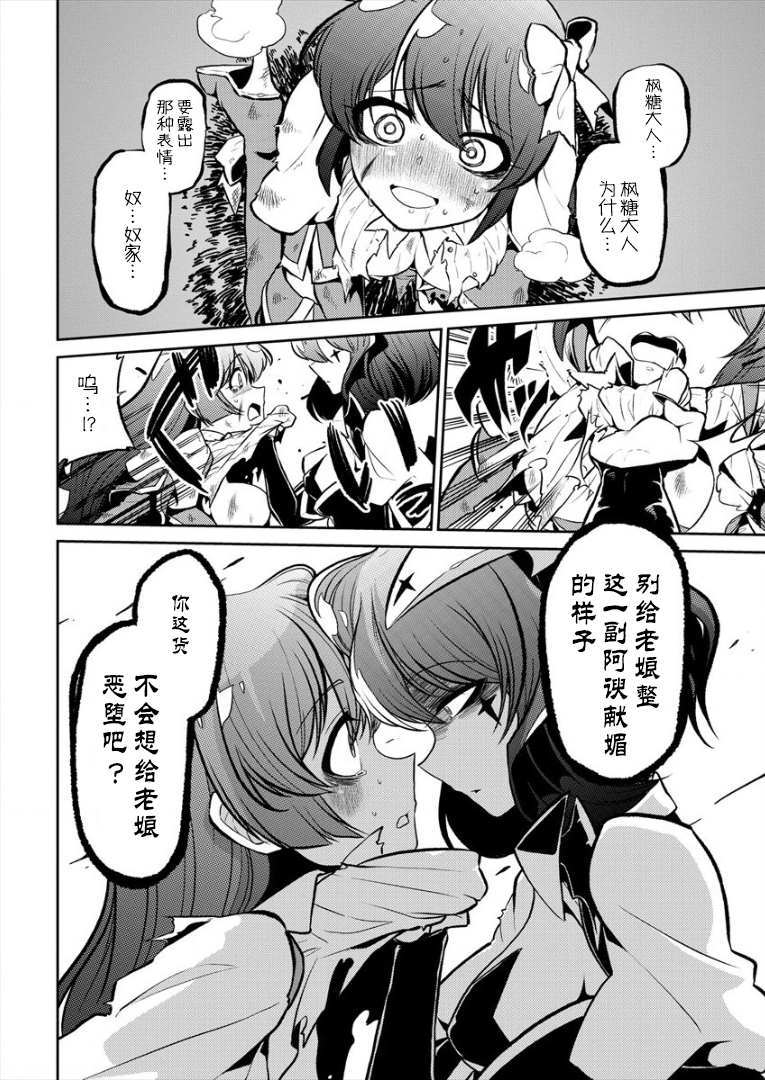 枫糖大人…
枫糖大人
为什么…
要露出
那种表情…
奴…奴家…
呜…!?
别给老娘整
这一副阿谀献媚
的样子
你这货
不会想给老娘
恶堕吧？